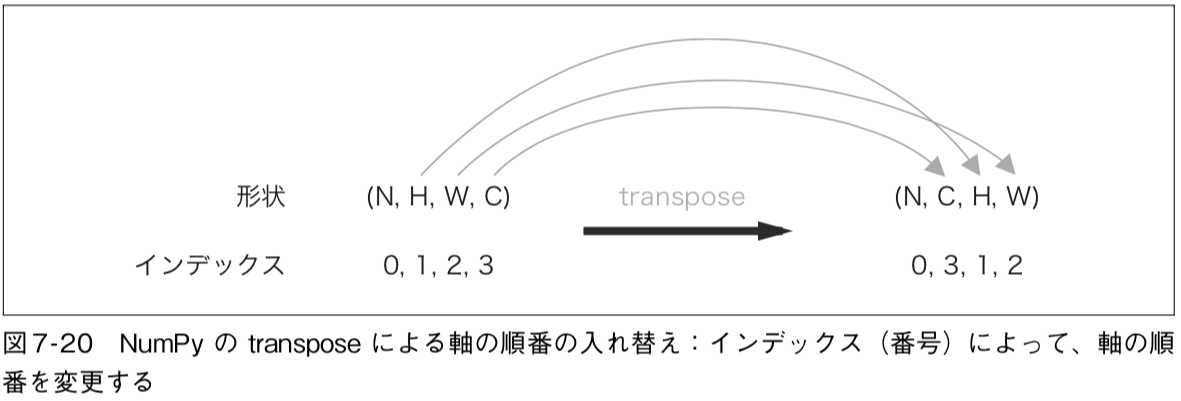 形状 (N, H, W, C) transpose (N, C, H, W)
インデックス 0, 1, 2, 3 0, 3, 1, 2
図7-20 NumPy の transpose による軸の順番の入れ替え：インデックス（番号）によって、軸の順
番を変更する